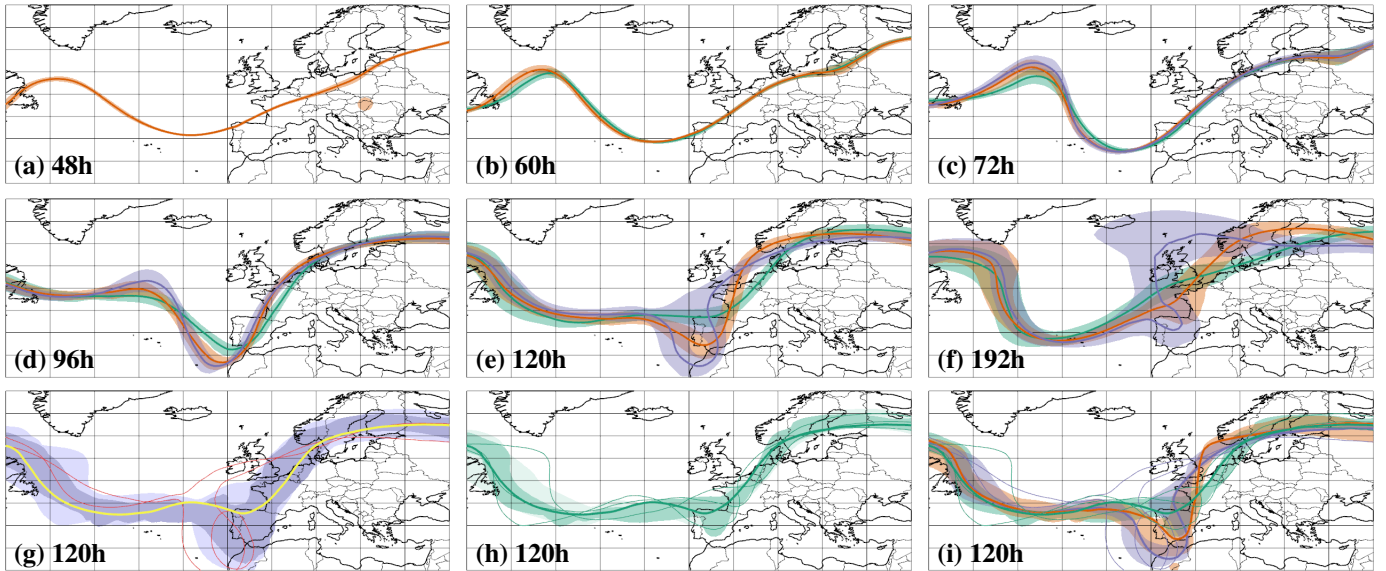 (a) 48h
(b) 60h
(c) 72h
(d) 96h
(e) 120h
(f) 192h
(g) 120h
(h) 120h
(i) 120h